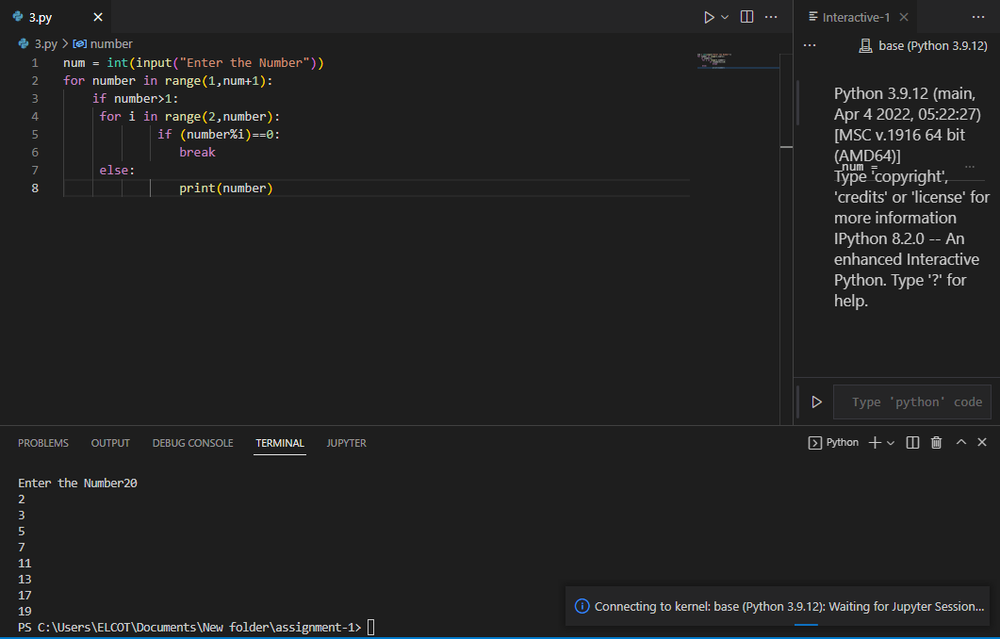 3.py
Interactive-1
3.py > number
base (Python 3.9.12)
1 num = int(input("Enter the Number"))
2 for number in range(1,num+1):
3 if number>1:
4 for i in range(2,number):
5 if (number%i)==0:
6 break
7 else:
8 print(number)
Python 3.9.12 (main,
Apr 4 2022, 05:22:27)
[MSC v.1916 64 bit
(AMD64)]
num =
Type 'copyright',
'credits' or 'license' for
more information
IPython 8.2.0 -- An
enhanced Interactive
Python. Type '?' for
help.
Type 'python' code
PROBLEMS OUTPUT DEBUG CONSOLE TERMINAL JUPYTER
Python
Enter the Number20
2
3
5
7
11
13
17
19
PS C:\Users\ELCOT\Documents\New folder\assignment-1>
Connecting to kernel: base (Python 3.9.12): Waiting for Jupyter Session...